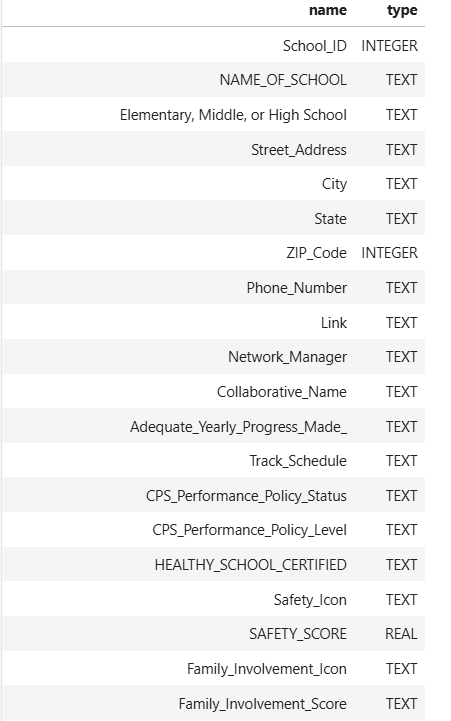 name type
School_ID INTEGER
NAME_OF_SCHOOL TEXT
Elementary, Middle, or High School TEXT
Street_Address TEXT
City TEXT
State TEXT
ZIP_Code INTEGER
Phone_Number TEXT
Link TEXT
Network_Manager TEXT
Collaborative_Name TEXT
Adequate_Yearly_Progress_Made_ TEXT
Track_Schedule TEXT
CPS_Performance_Policy_Status TEXT
CPS_Performance_Policy_Level TEXT
HEALTHY_SCHOOL_CERTIFIED TEXT
Safety_Icon TEXT
SAFETY_SCORE REAL
Family_Involvement_Icon TEXT
Family_Involvement_Score TEXT